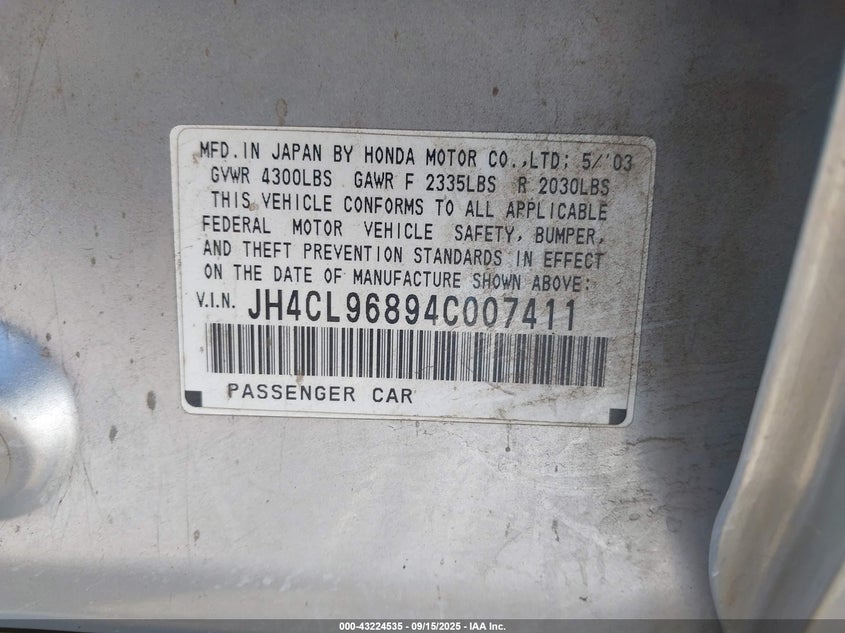 MFD. IN JAPAN BY HONDA MOTOR CO.,LTD: 5/'03
GVWR 4300LBS GAWR F 2335LBS R 2030LBS
THIS VEHICLE CONFORMS TO ALL APPLICABLE
FEDERAL MOTOR VEHICLE SAFETY, BUMPER,
AND THEFT PREVENTION STANDARDS IN EFFECT
ON THE DATE OF MANUFACTURE SHOWN ABOVE:
V.I.N. JH4CL96894C007411
PASSENGER CAR
000-43224535 - 09/15/2025 - IAA Inc.